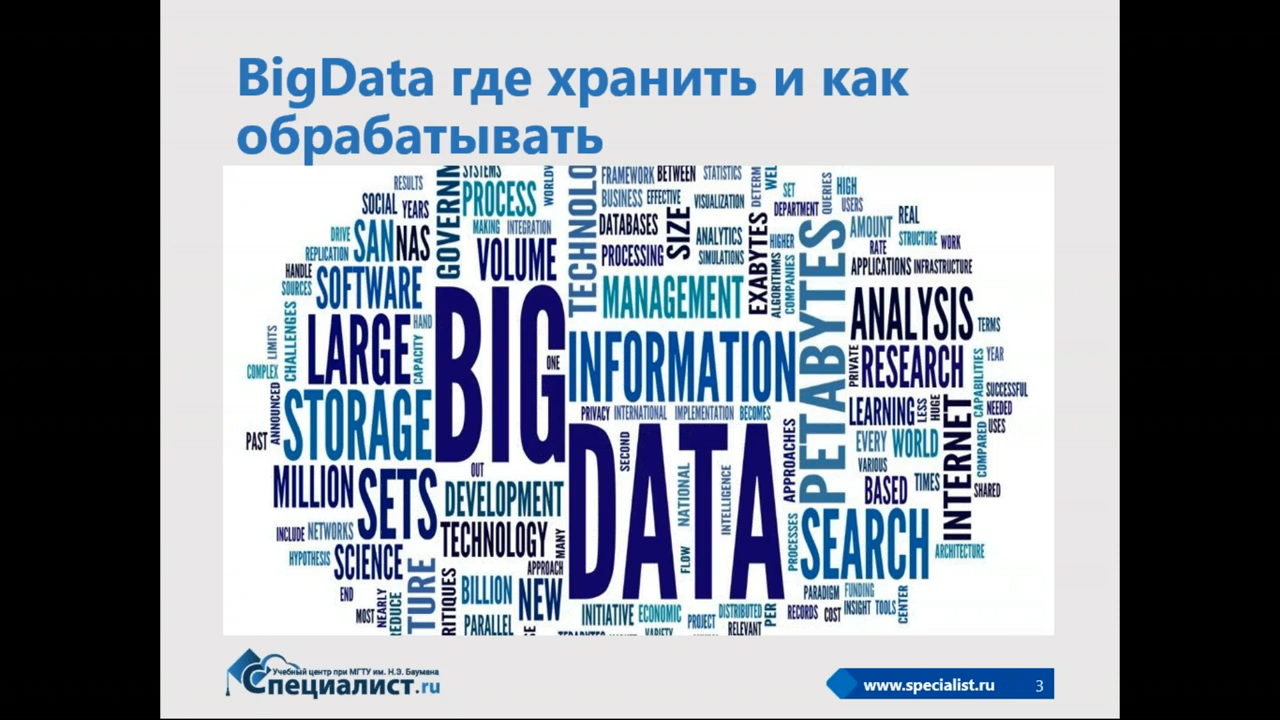 BigData где хранить и как
обрабатывать
RESULTS
SOCIAL
YEARS
DRIVE
SAN
NAS
REPLICATION
HANDLE
SOURCES
SOFTWARE
CHALLENGES
LIMITS
LARGE
HAND
CAPACITY
COMPLEX
ANNOUNCED
STORAGE
PAST
MILLION
SETS
INCLUDE
NETWORKS
HYPOTHESIS
SCIENCE
END
MOST
NEARLY
SYSTEMS
PROCESS
MAKING
INTEGRATION
VOLUME
BIG
ONE
OUT
DEVELOPMENT
TECHNOLOGY
MANY
APPROACH
BILLION
NEW
PARALLEL
FRAMEWORK
BETWEEN
STATISTICS
BUSINESS
EFFECTIVE
VISUALIZATION
DATABASES
SIZE
ANALYTICS
PROCESSING
SIMULATIONS
MANAGEMENT
EXABYTES
HIGHER
ALGORITHMS
COMPANIES
INFORMATION
PRIVACY
INTERNATIONAL
IMPLEMENTATION
BECOMES
SECOND
DATA
NATIONAL
INTELLIGENCE
FLOW
APPROACHES
PROCESSES
INITIATIVE
ECONOMIC
PROJECT
DISTRIBUTED
RELEVANT
PER
SET
DEPARTMENT
QUERIES
HIGH
USERS
PETABYTES
AMOUNT
REAL
RATE
STRUCTURE
WORK
APPLICATIONS
INFRASTRUCTURE
ANALYSIS
TERMS
PRIVATE
RESEARCH
YEAR
CAPABILITIES
SUCCESSFUL
LEARNING
LESS
HUGE
NEEDED
USES
EVERY
WORLD
INTERNET
COMPARED
VARIOUS
BASED
TIMES
SHARED
SEARCH
ARCHITECTURE
PARADIGM
FUNDING
RECORDS
COST
INSIGHT
TOOLS
CENTER
Учебный центр при МГТУ им. Н.Э. Баумана
Специалист.ru
www.specialist.ru
3